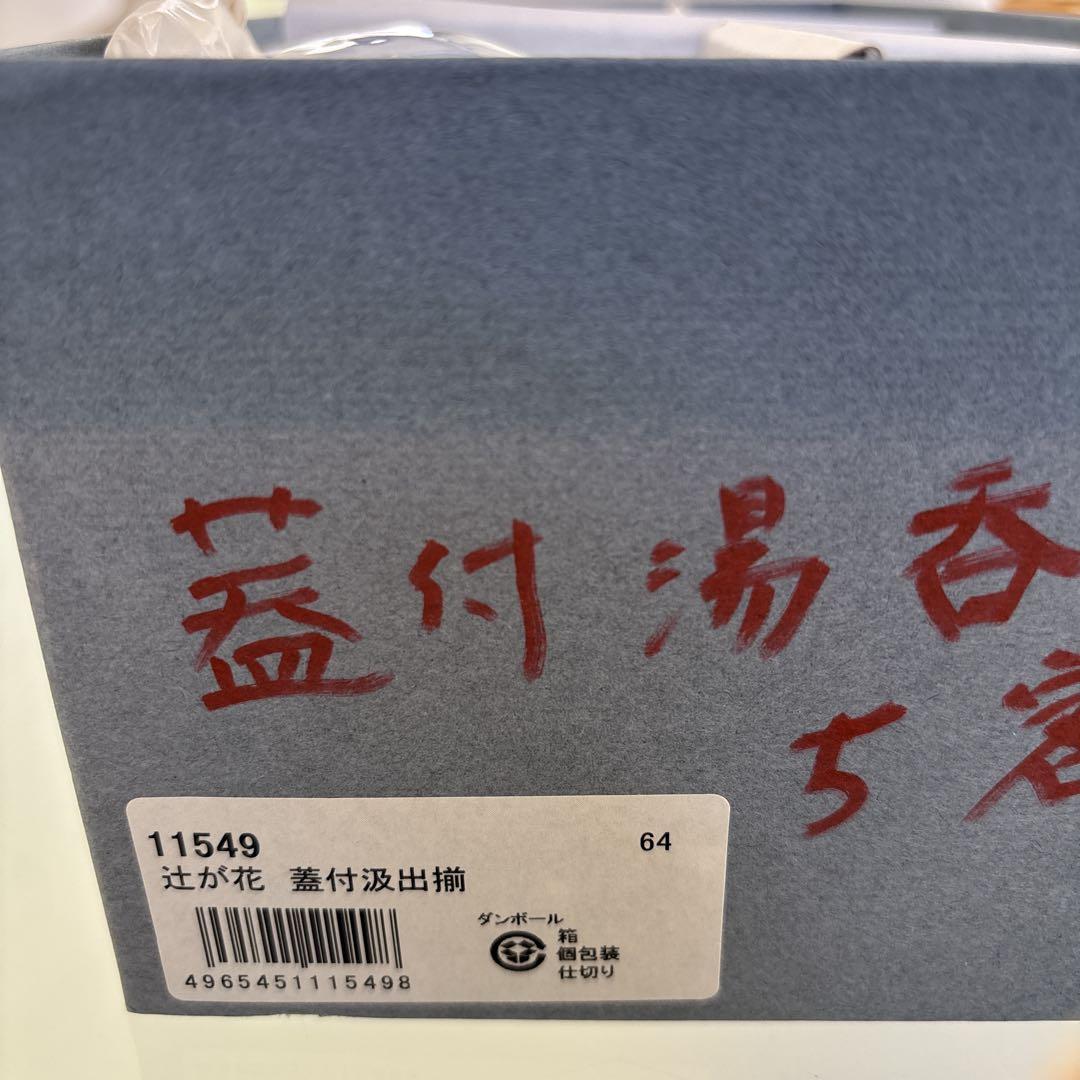 蓋付湯呑
5客
11549
64
辻が花 蓋付汲出揃
4965451115498
ダンボール
箱
個包装
仕切り